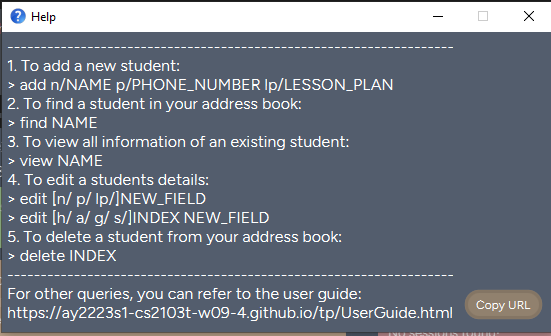 Help
------------------------------------------------------------------
1. To add a new student:
> add n/NAME p/PHONE_NUMBER lp/LESSON_PLAN
2. To find a student in your address book:
> find NAME
3. To view all information of an existing student:
> view NAME
4. To edit a students details:
> edit [n/ p/ lp/]NEW_FIELD
> edit [h/ a/ g/ s/]INDEX NEW_FIELD
5. To delete a student from your address book:
> delete INDEX
------------------------------------------------------------------
For other queries, you can refer to the user guide:
https://ay2223s1-cs2103t-w09-4.github.io/tp/UserGuide.html
Copy URL
No sessions found!